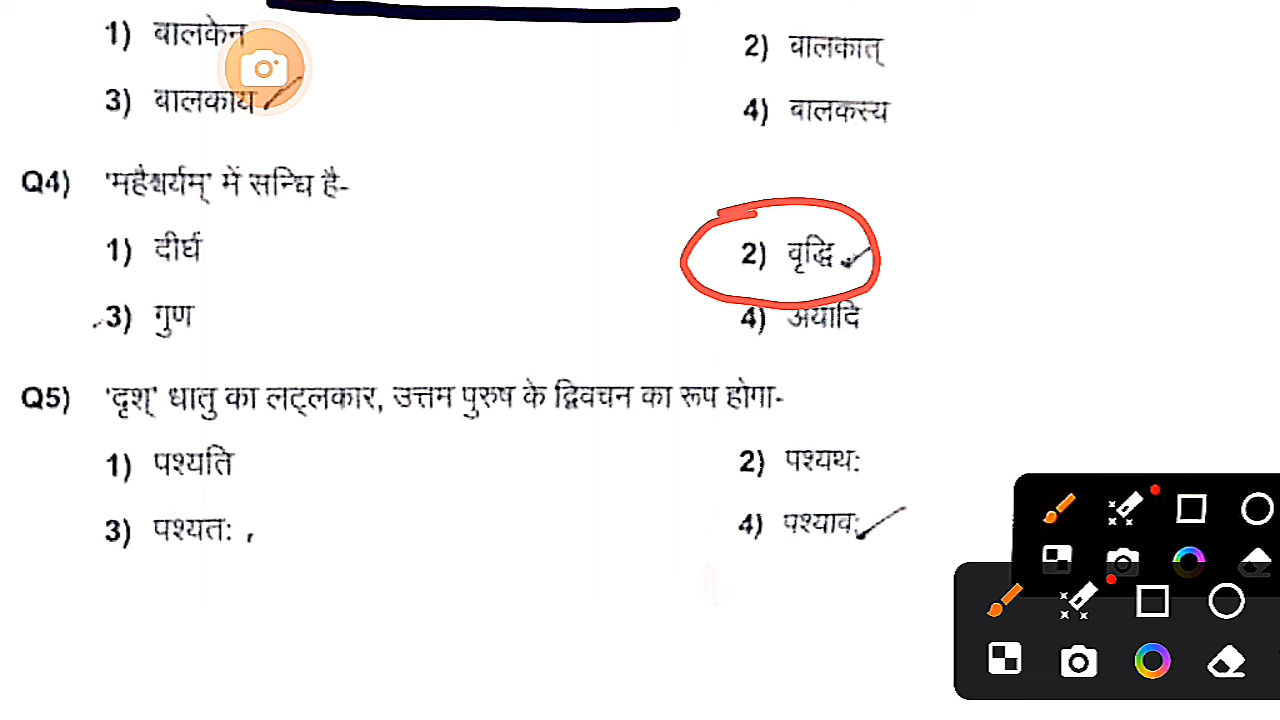 1) बालकेन 2) बालकात्
3) बालकाय 4) बालकस्य
Q4) 'महैश्वर्यम्' में सन्धि है-
1) दीर्घ 2) वृद्धि
3) गुण 4) अयादि
Q5) 'दृश्' धातु का लट्लकार, उत्तम पुरुष के द्विवचन का रूप होगा-
1) पश्यति 2) पश्यथः
3) पश्यतः 4) पश्यावः